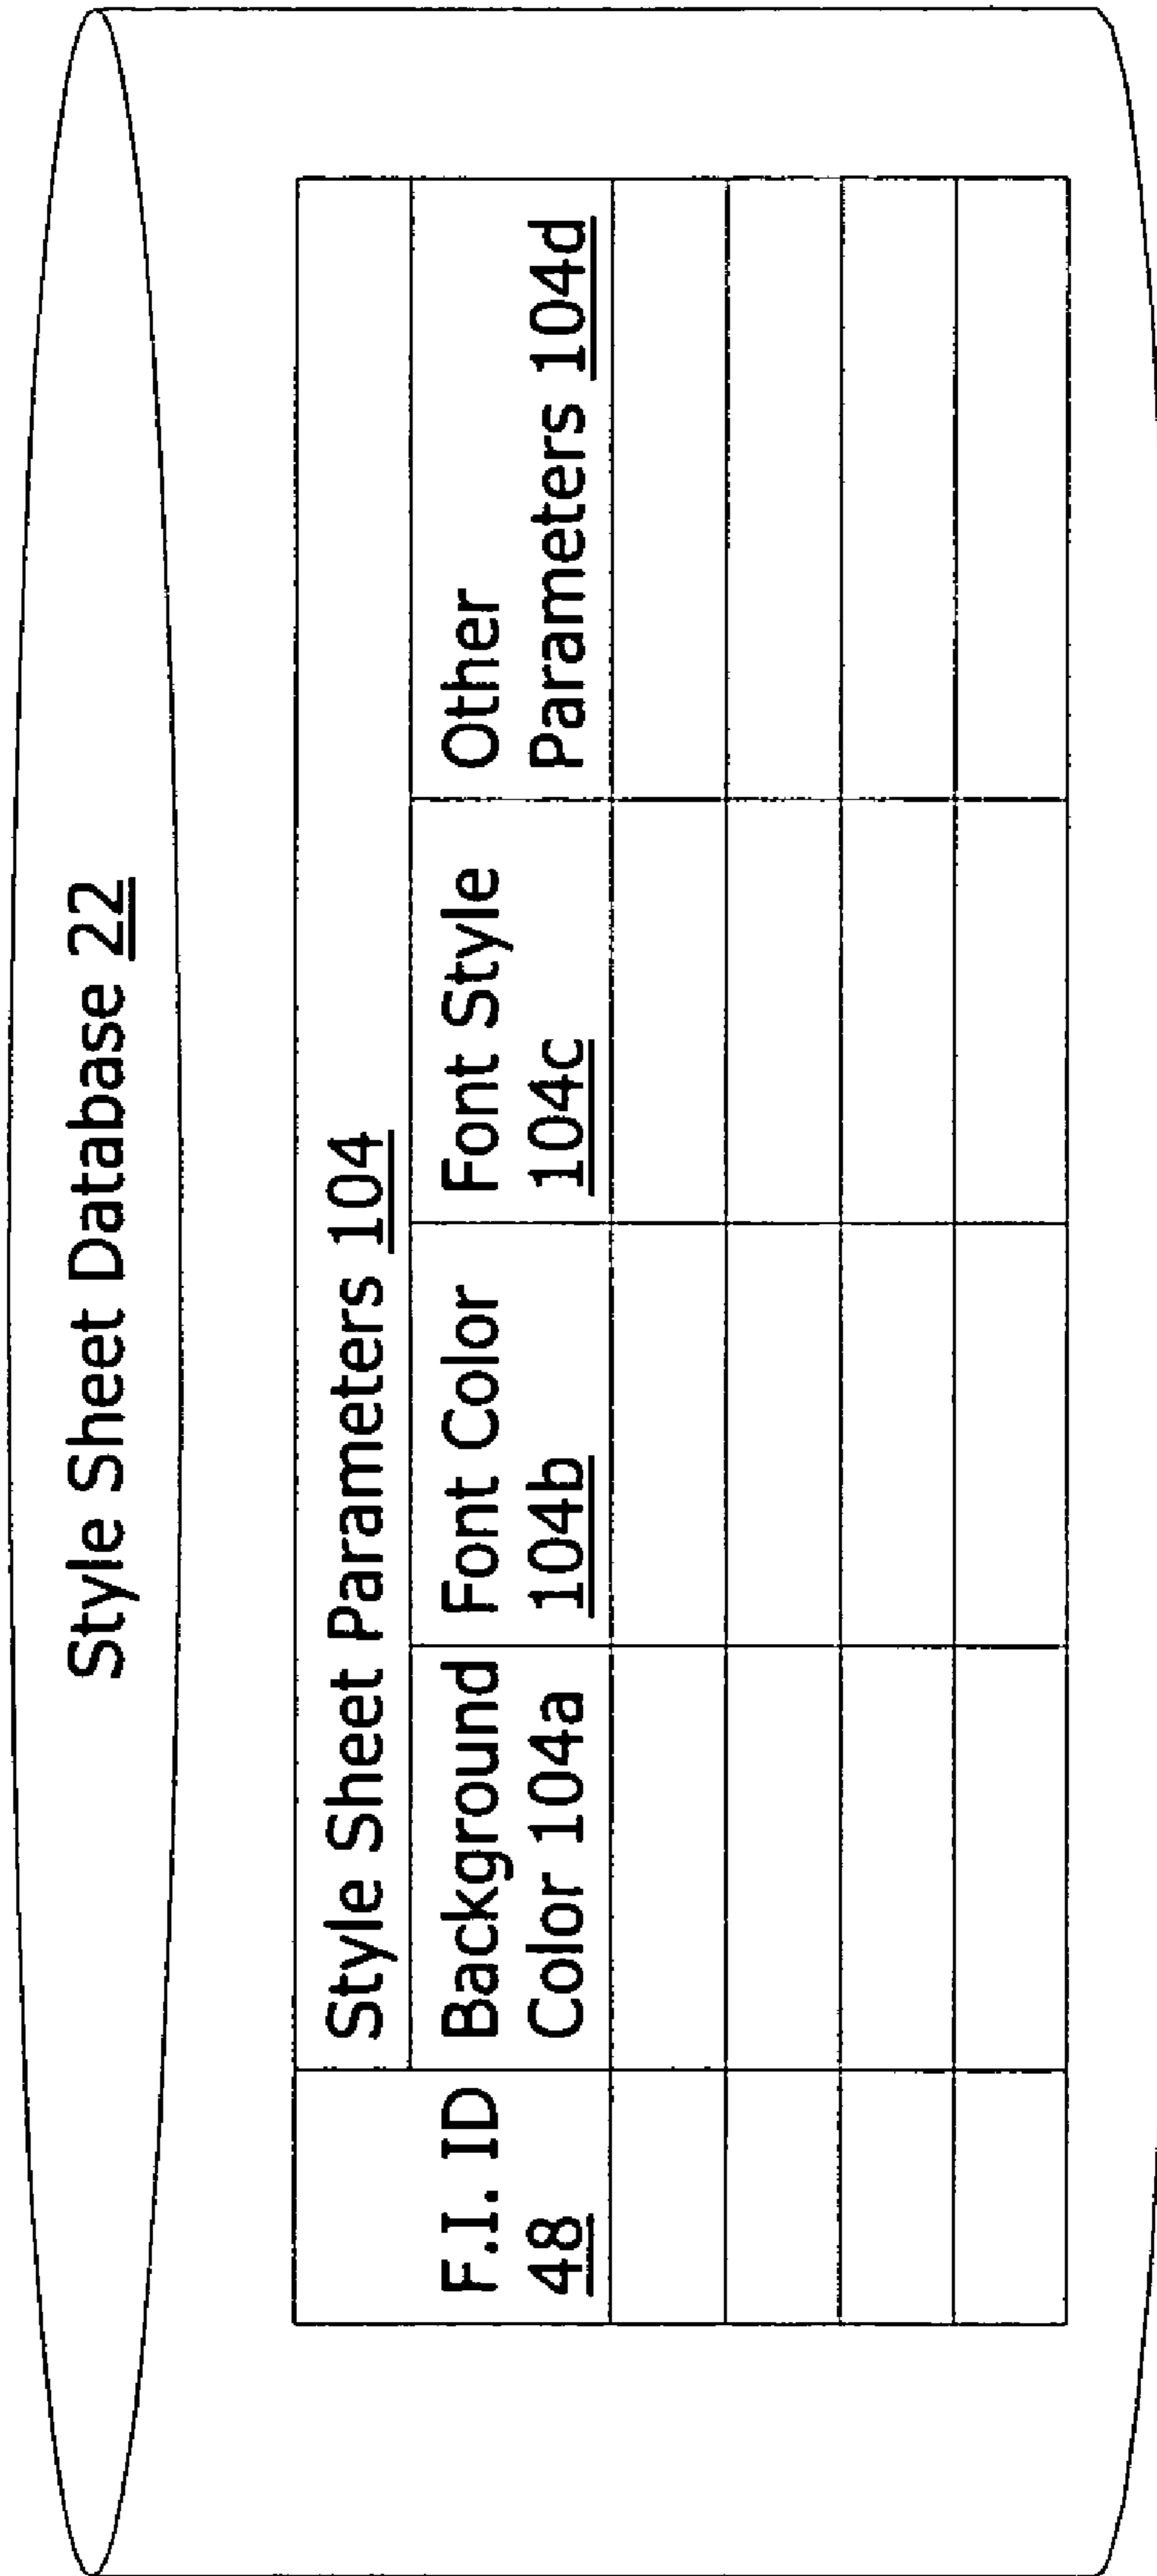 Style Sheet Database 22
Style Sheet Parameters 104
F.I. ID
48
Background
Color 104a
Font Color
104b
Font Style
104c
Other
Parameters 104d